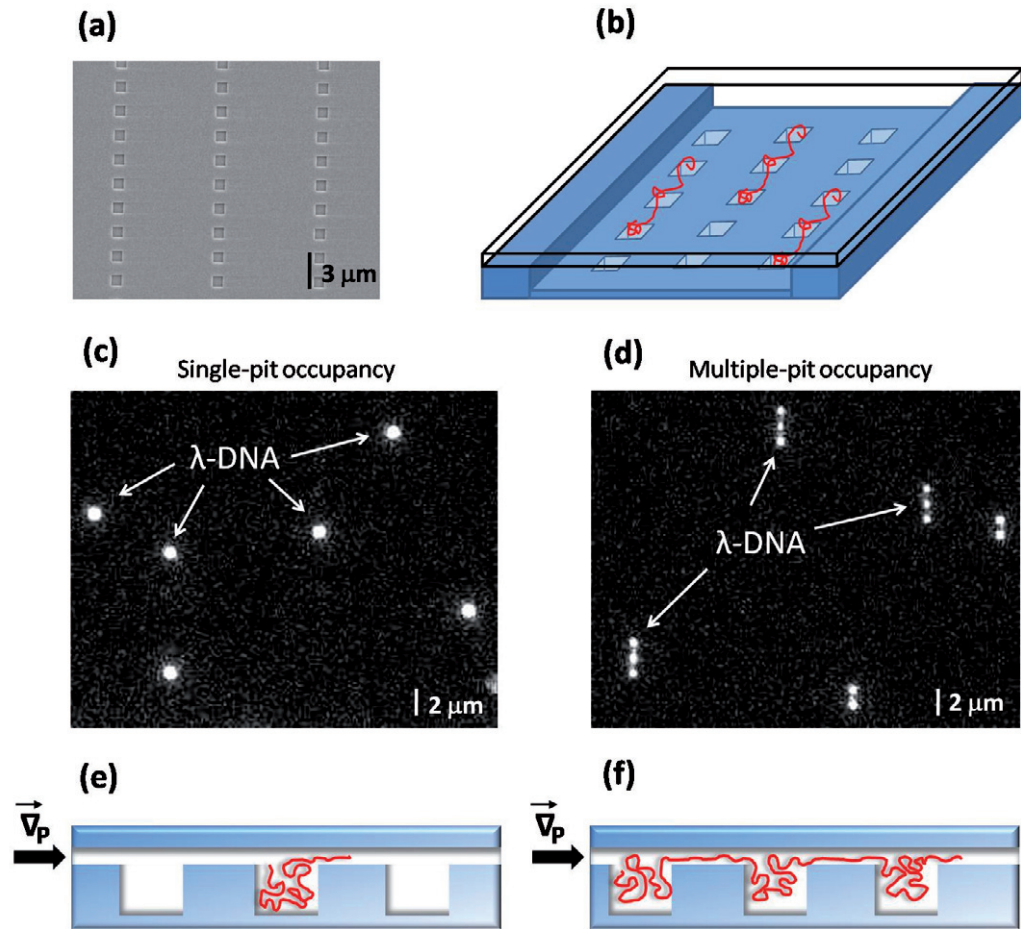 (a)
(b)
3 μm
(c)
(d)
Single-pit occupancy
Multiple-pit occupancy
λ-DNA
λ-DNA
2 μm
2 μm
(e)
(f)
∇⃗P
∇⃗P